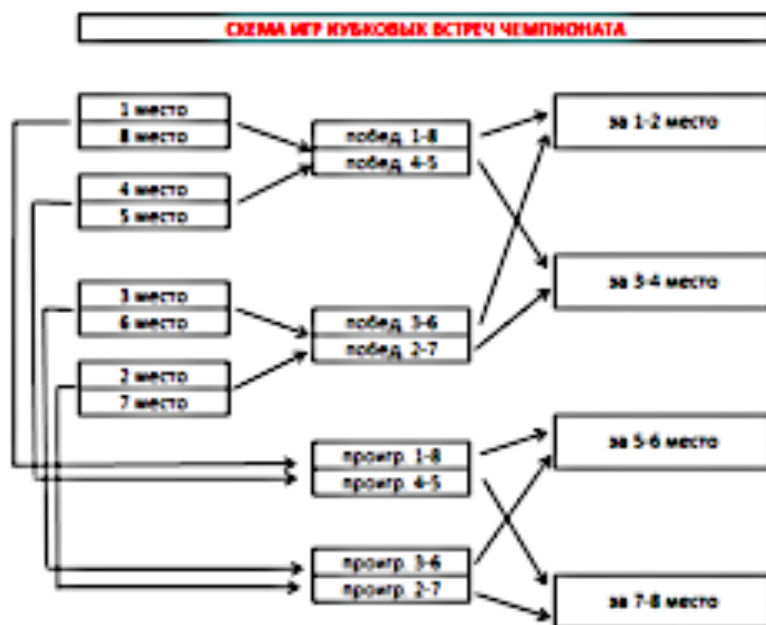 СХЕМА ИГР КУБКОВЫХ ВСТРЕЧ ЧЕМПИОНАТА
1 место
8 место
4 место
5 место
3 место
6 место
2 место
7 место
побед. 1-8
побед. 4-5
побед. 3-6
побед. 2-7
проигр. 1-8
проигр. 4-5
проигр. 3-6
проигр. 2-7
за 1-2 место
за 3-4 место
за 5-6 место
за 7-8 место